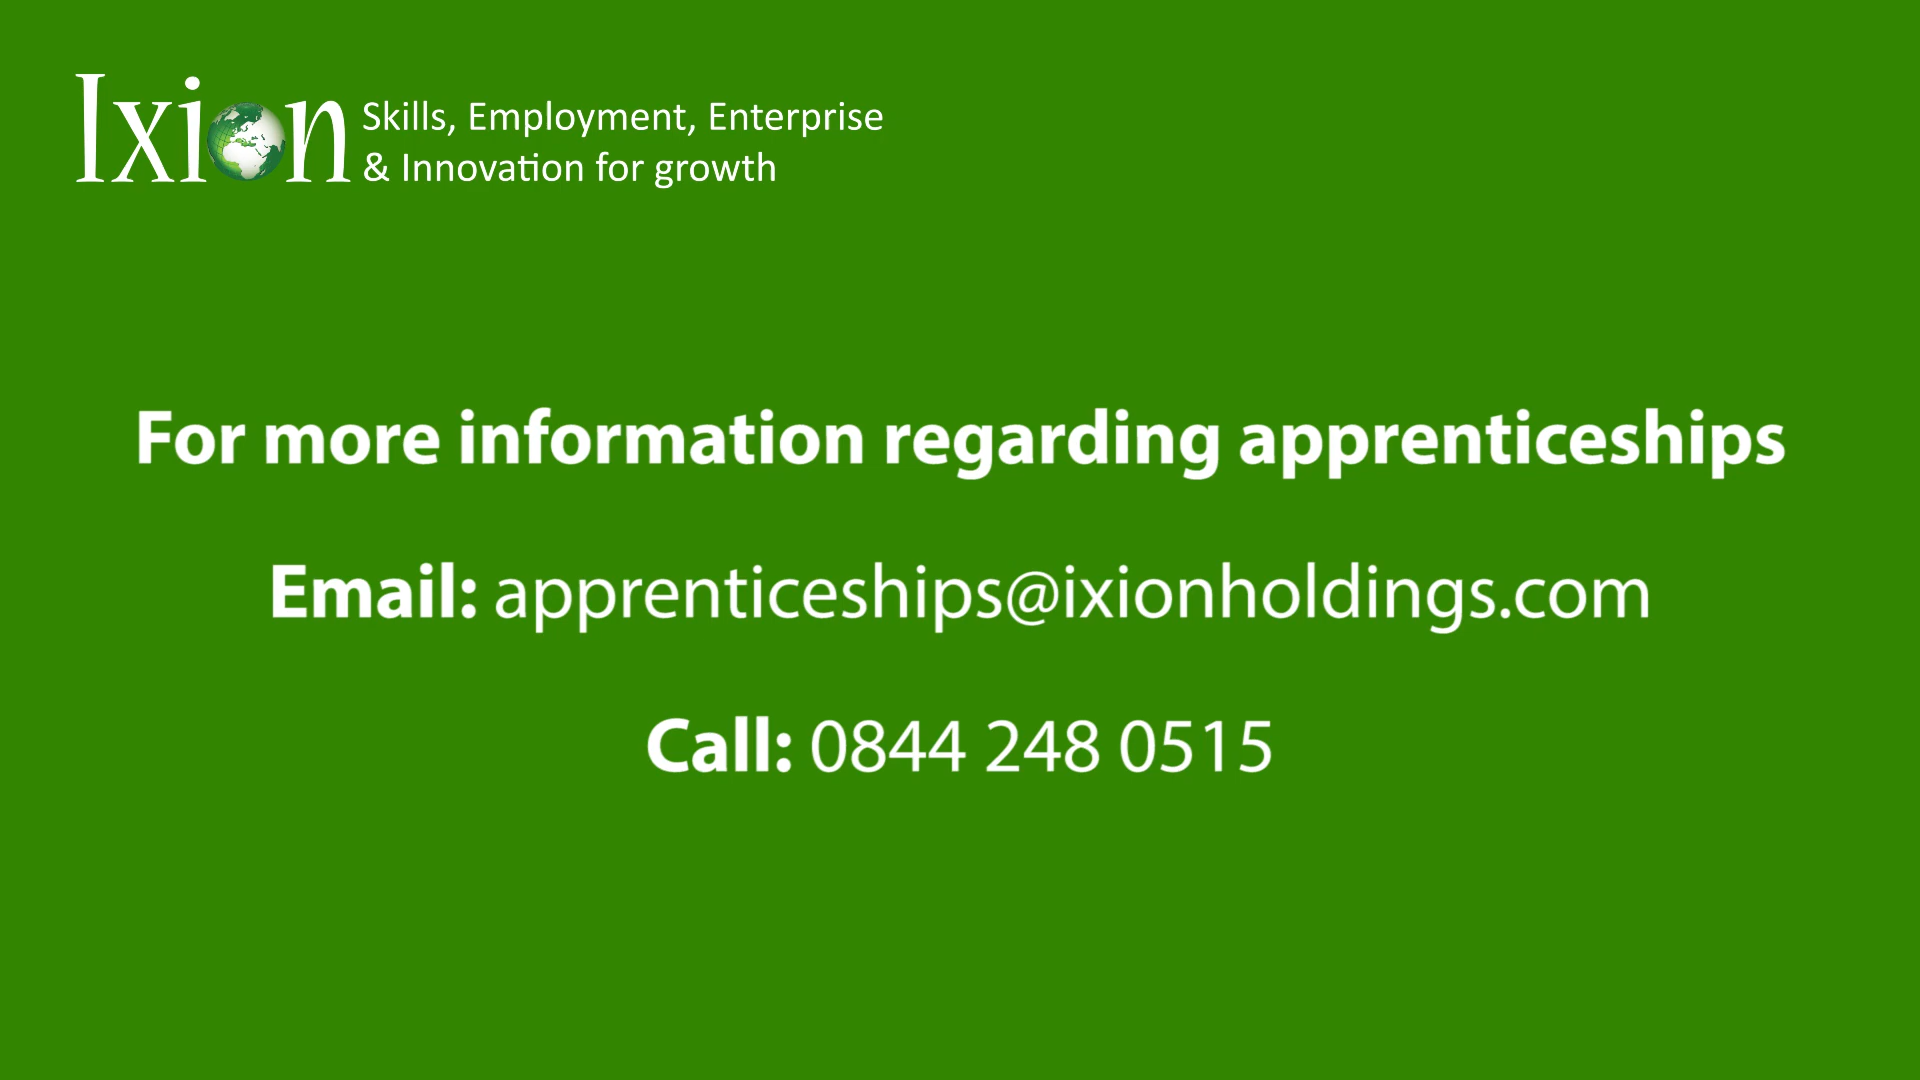 Ixion
Skills, Employment, Enterprise
& Innovation for growth
For more information regarding apprenticeships
Email: apprenticeships@ixionholdings.com
Call: 0844 248 0515